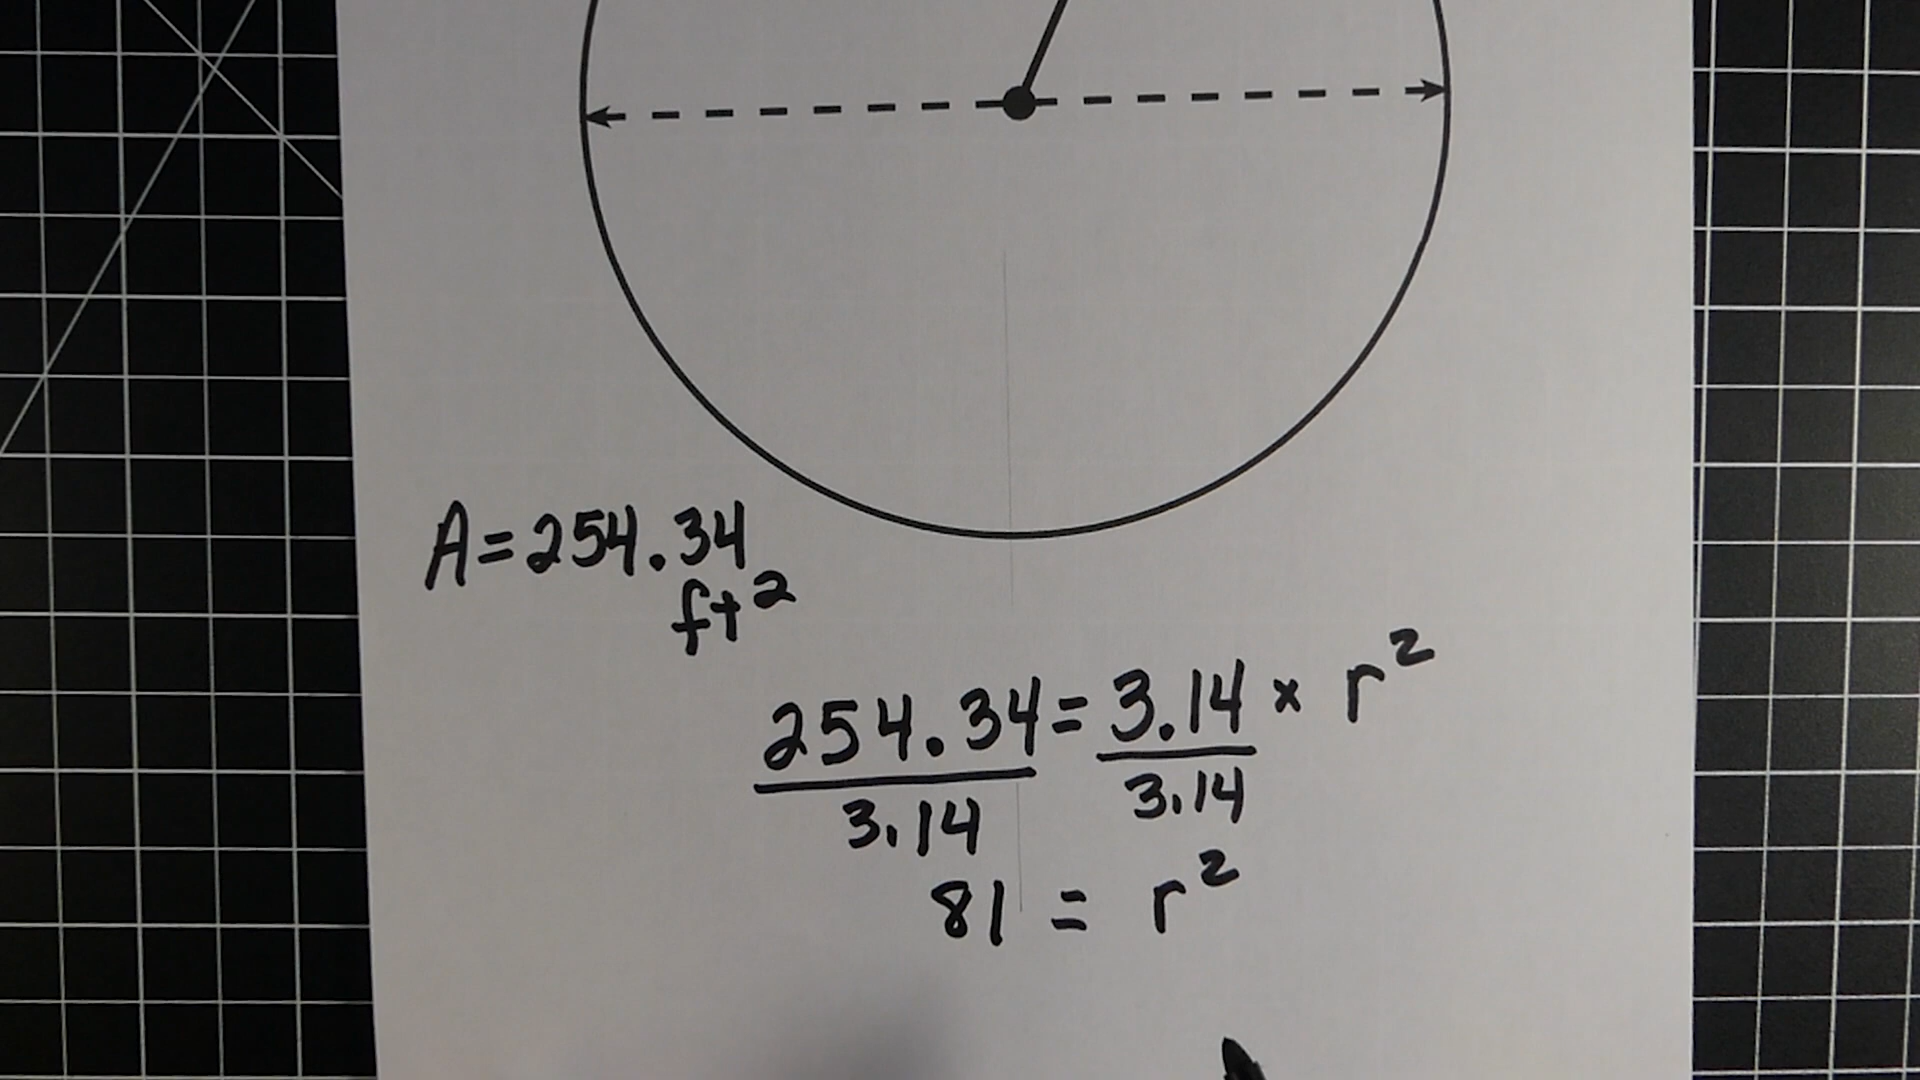 A=254.34
ft²
254.34=3.14 × r²
3.14 3.14
81 = r²